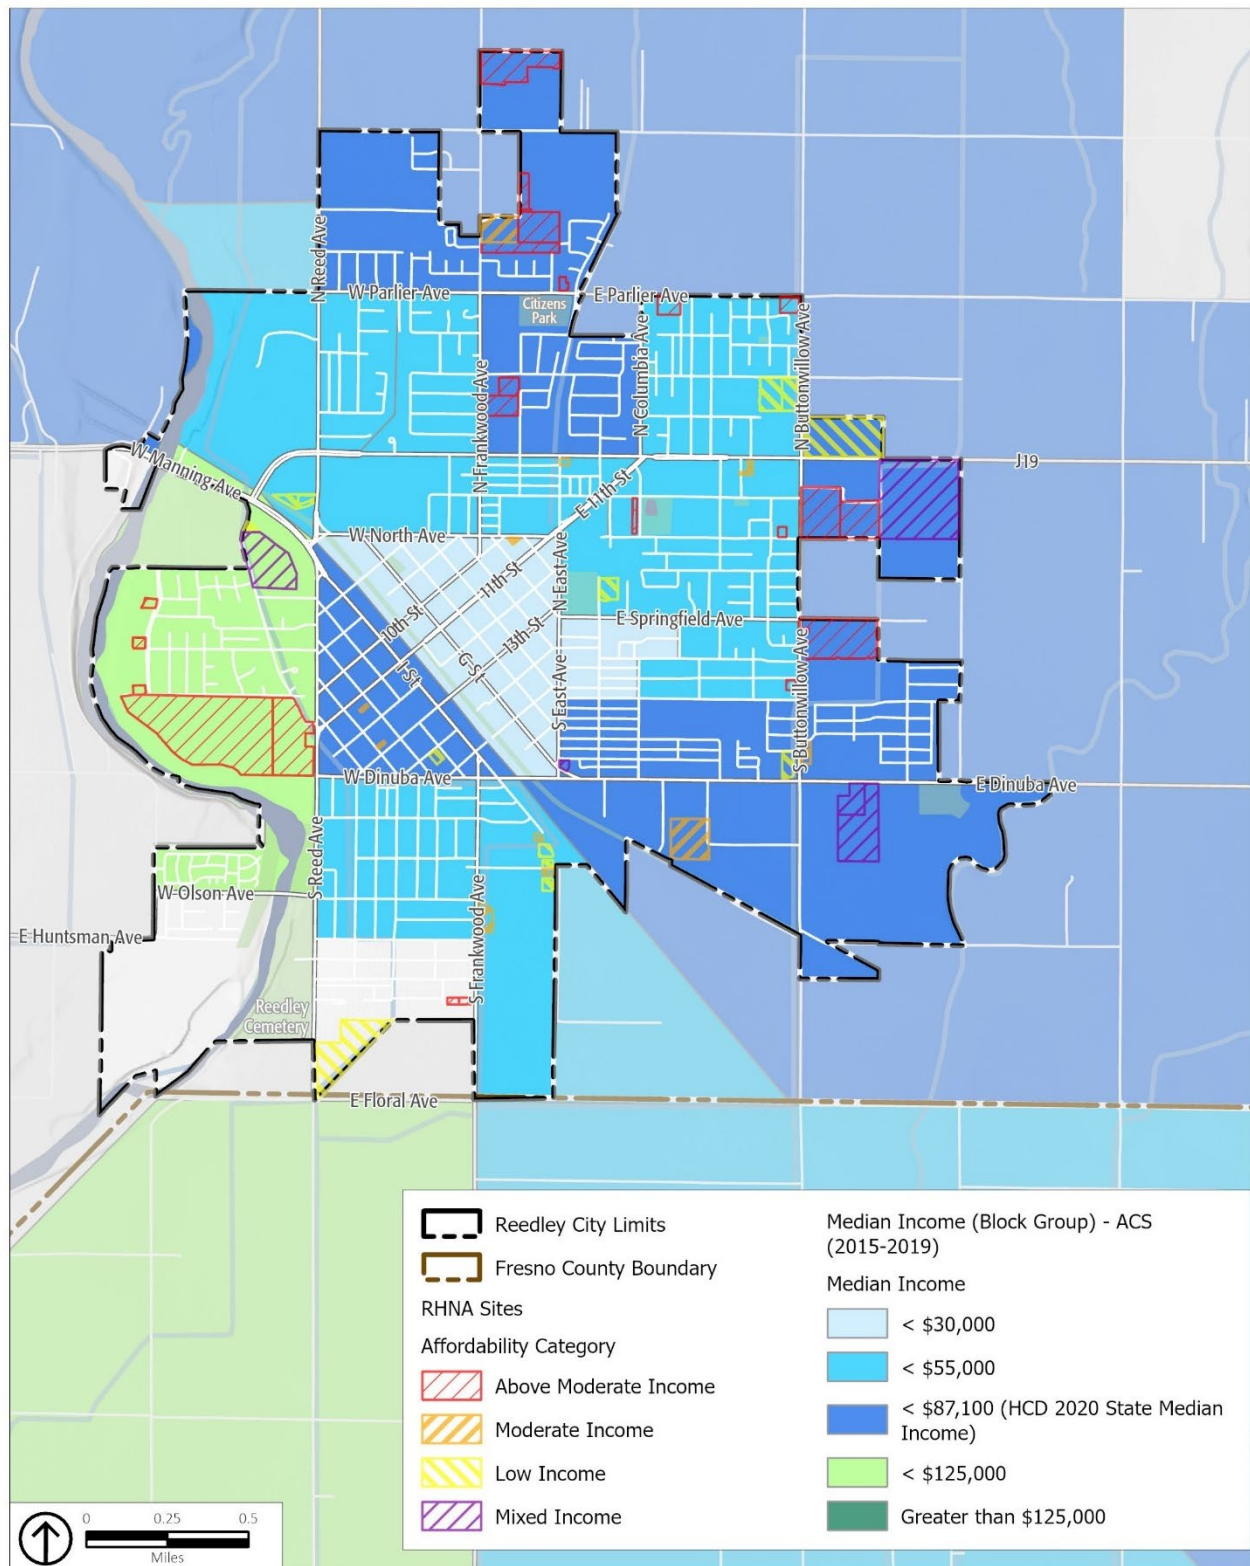 N Reed Ave
W Parlier Ave
E Parlier Ave
Citizens
Park
N Frankwood Ave
N Columbia Ave
N Buttonwillow Ave
W Manning Ave
J19
E 11th St
W North Ave
N East Ave
11th St
10th St
13th St
E Springfield Ave
G St
I St
S East Ave
S Buttonwillow Ave
W Dinuba Ave
E Dinuba Ave
S Reed Ave
W Olson Ave
S Frankwood Ave
E Huntsman Ave
Reedley
Cemetery
E Floral Ave
Reedley City Limits
Fresno County Boundary
RHNA Sites
Affordability Category
Above Moderate Income
Moderate Income
Low Income
Mixed Income
Median Income (Block Group) - ACS
(2015-2019)
Median Income
< $30,000
< $55,000
< $87,100 (HCD 2020 State Median
Income)
< $125,000
Greater than $125,000
0 0.25 0.5
Miles